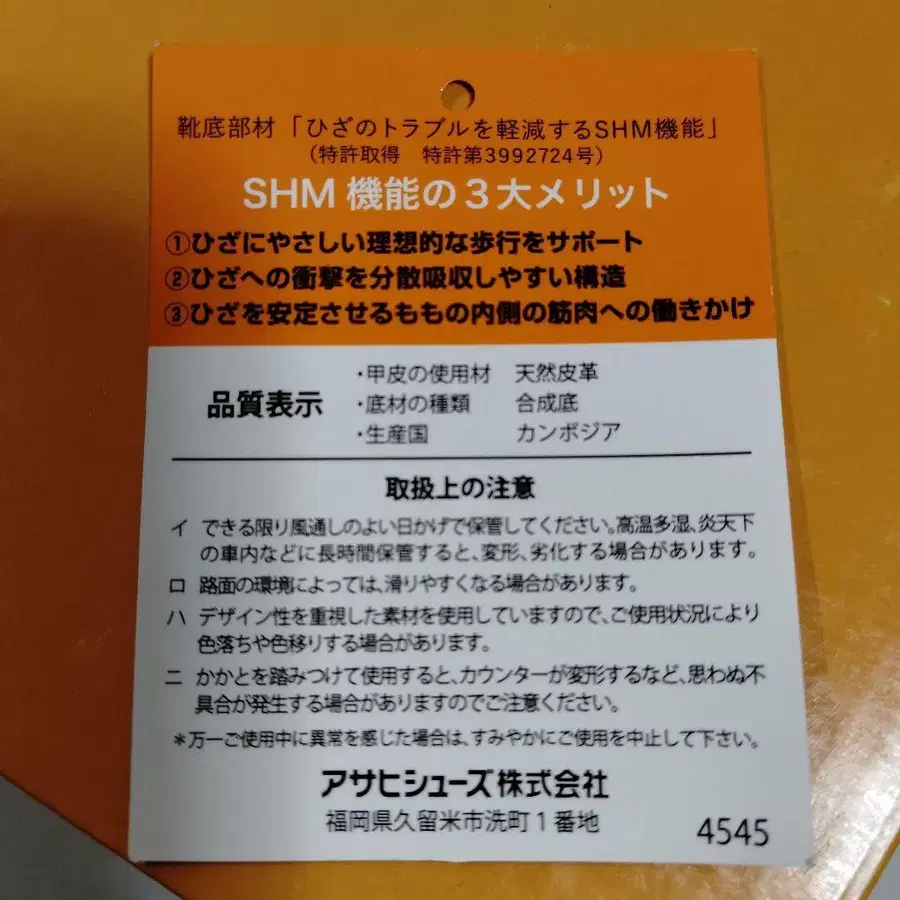 靴底部材「ひざのトラブルを軽減するSHM機能」
（特許取得　特許第3992724号）
SHM 機能の３大メリット
①ひざにやさしい理想的な歩行をサポート
②ひざへの衝撃を分散吸収しやすい構造
③ひざを安定させるももの内側の筋肉への働きかけ
品質表示
・甲皮の使用材　天然皮革
・底材の種類　合成底
・生産国　カンボジア
取扱上の注意
イ　できる限り風通しのよい日かげで保管してください。高温多湿、炎天下
の車内などに長時間保管すると、変形、劣化する場合があります。
ロ　路面の環境によっては、滑りやすくなる場合があります。
ハ　デザイン性を重視した素材を使用していますので、ご使用状況により
色落ちや色移りする場合があります。
ニ　かかとを踏みつけて使用すると、カウンターが変形するなど、思わぬ不
具合が発生する場合がありますのでご注意ください。
＊万一ご使用中に異常を感じた場合は、すみやかにご使用を中止して下さい。
アサヒシューズ株式会社
福岡県久留米市洗町１番地
4545